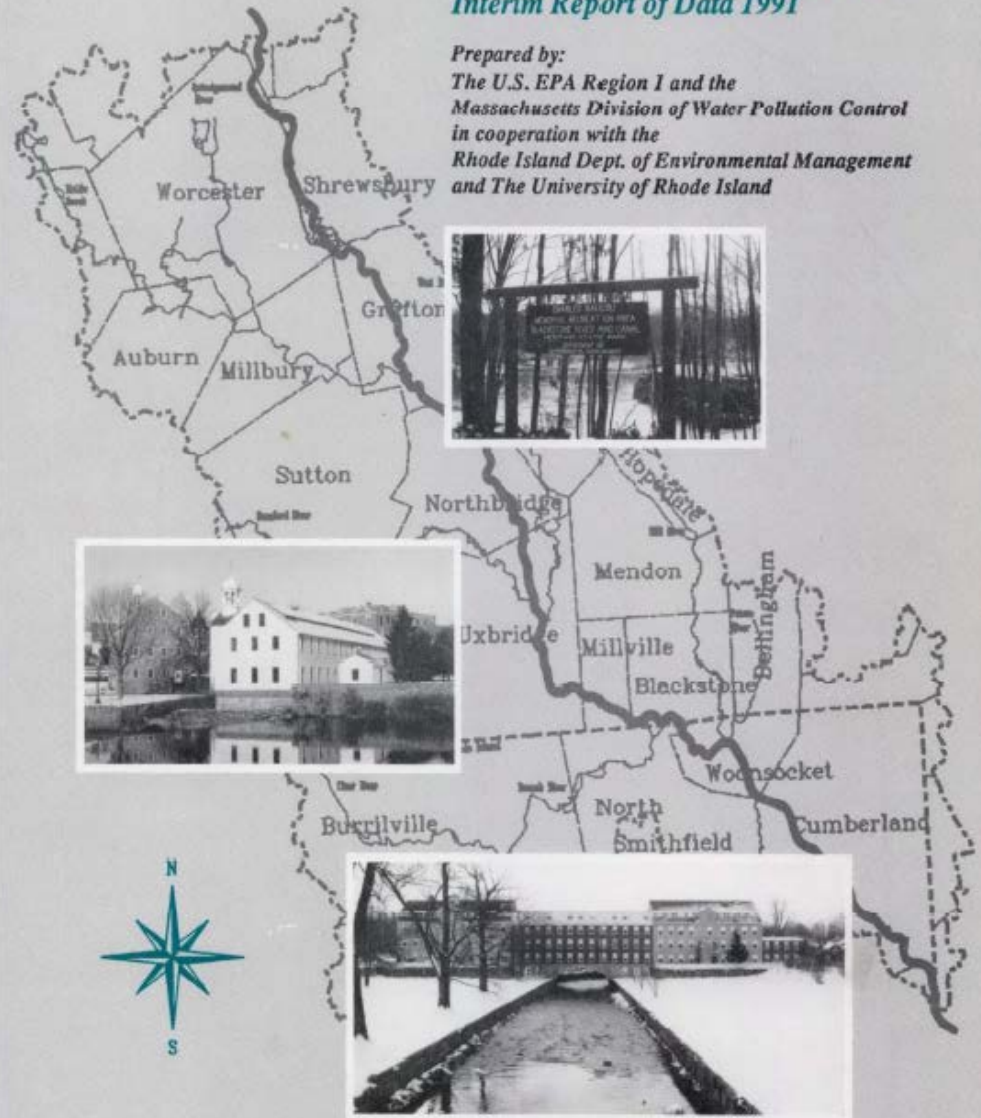 Interim Report of Data 1991
Prepared by:
The U.S. EPA Region I and the
Massachusetts Division of Water Pollution Control
in cooperation with the
Rhode Island Dept. of Environmental Management
and The University of Rhode Island
Worcester
Shrewsbury
Grafton
Auburn
Millbury
Sutton
Northbridge
Hopedale
Mendon
Bellingham
Uxbridge
Millville
Blackstone
Woonsocket
North
Smithfield
Cumberland
Burrilville
N
S